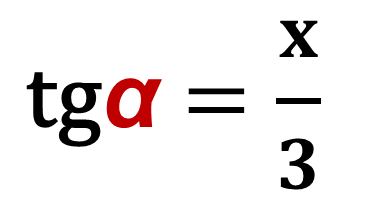 tgα = x/3